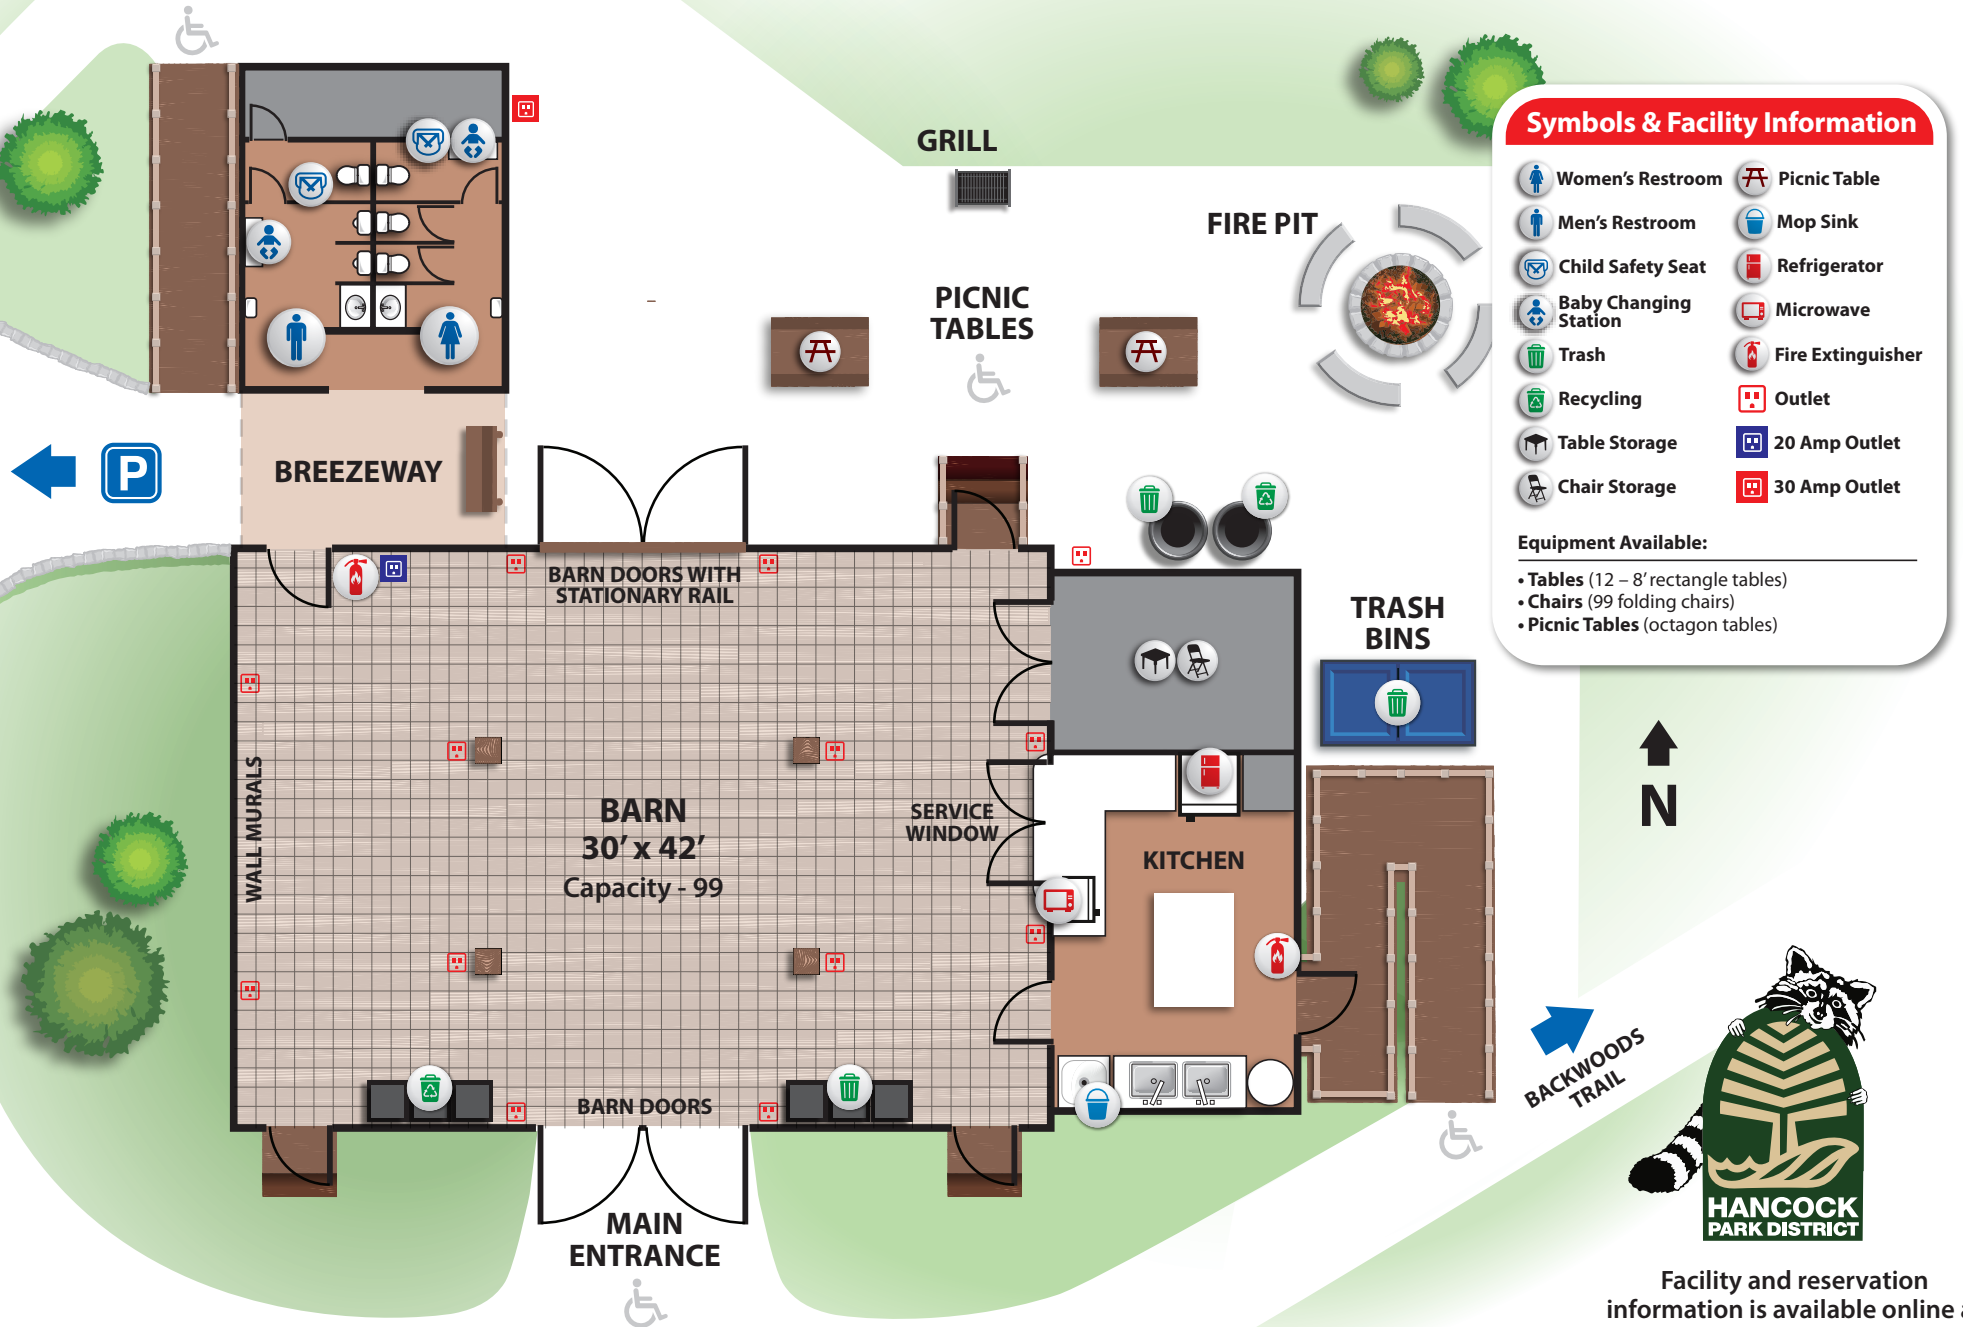 GRILL
FIRE PIT
PICNIC
TABLES
P
BREEZEWAY
BARN DOORS WITH
STATIONARY RAIL
TRASH
BINS
WALL MURALS
BARN
30’ x 42’
Capacity - 99
SERVICE
WINDOW
KITCHEN
BARN DOORS
MAIN
ENTRANCE
Symbols & Facility Information
Women’s Restroom
Men’s Restroom
Child Safety Seat
Baby Changing
Station
Trash
Recycling
Table Storage
Chair Storage
Picnic Table
Mop Sink
Refrigerator
Microwave
Fire Extinguisher
Outlet
20 Amp Outlet
30 Amp Outlet
Equipment Available:
• Tables (12 – 8’ rectangle tables)
• Chairs (99 folding chairs)
• Picnic Tables (octagon tables)
N
BACKWOODS
TRAIL
HANCOCK
PARK DISTRICT
Facility and reservation
information is available online